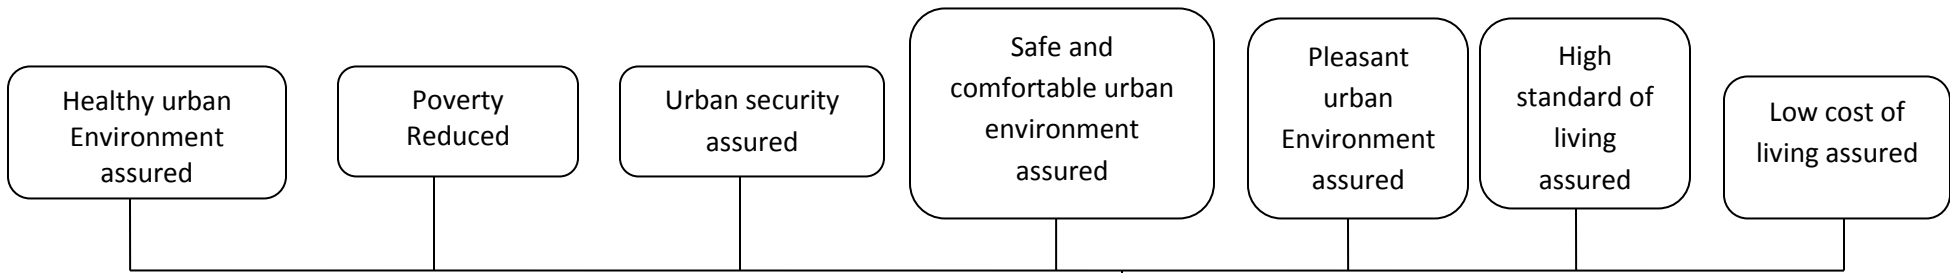 Healthy urban
Environment
assured
Poverty
Reduced
Urban security
assured
Safe and
comfortable urban
environment
assured
Pleasant
urban
Environment
assured
High
standard of
living
assured
Low cost of
living assured